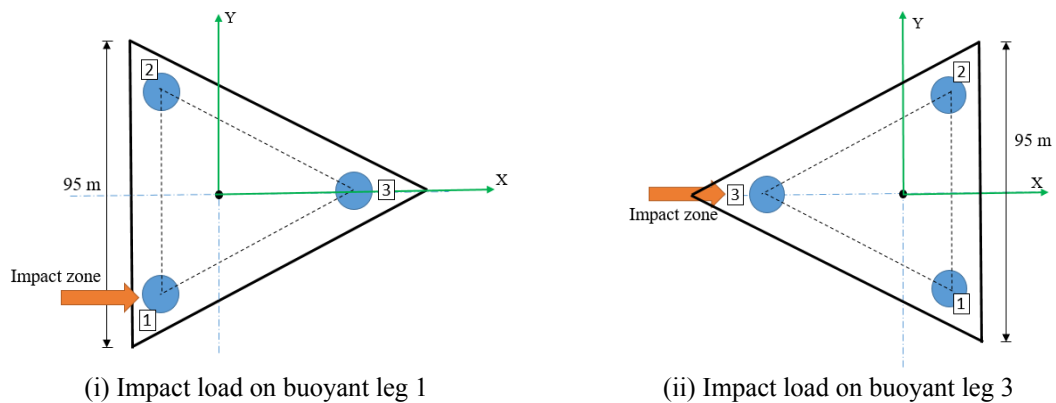 Y
2
95 m
3
X
Impact zone
1
(i) Impact load on buoyant leg 1
Y
2
95 m
3
X
Impact zone
1
(ii) Impact load on buoyant leg 3